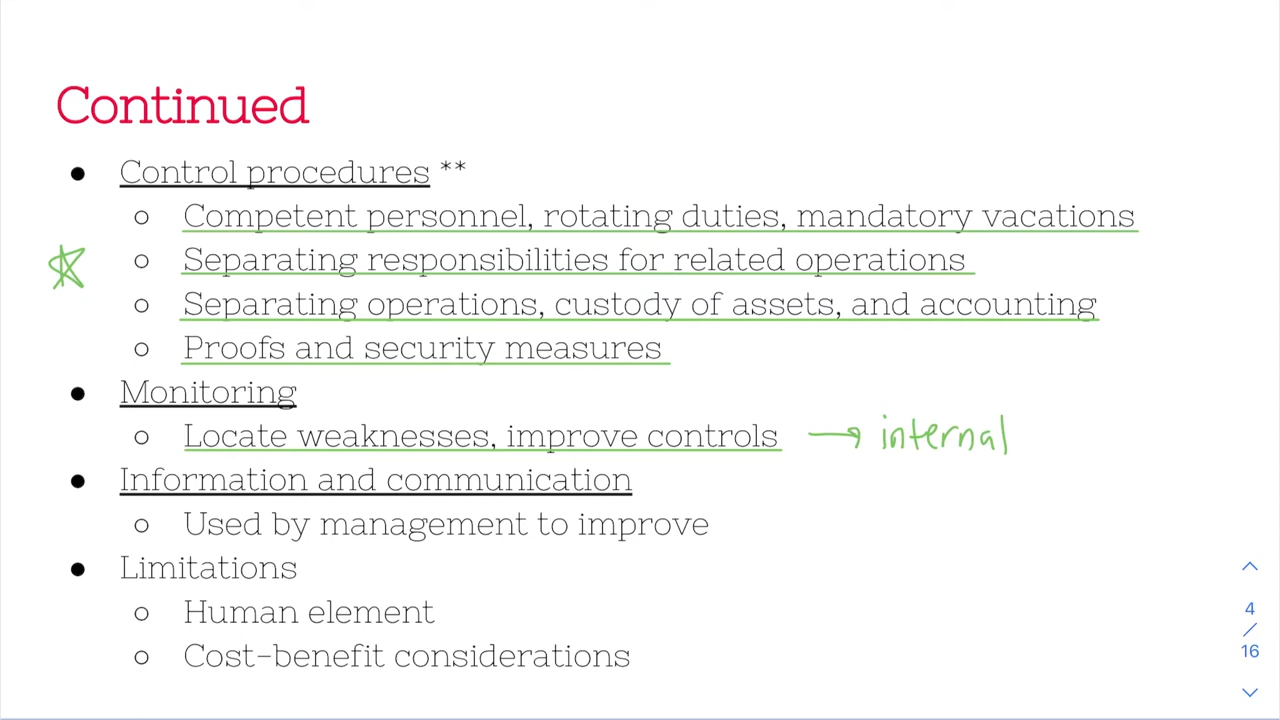 Continued
● Control procedures **
○ Competent personnel, rotating duties, mandatory vacations
○ Separating responsibilities for related operations
○ Separating operations, custody of assets, and accounting
○ Proofs and security measures
● Monitoring
○ Locate weaknesses, improve controls → internal
● Information and communication
○ Used by management to improve
● Limitations
○ Human element
○ Cost-benefit considerations
4
/
16